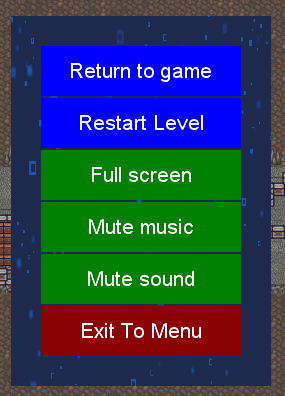 Return to game
Restart Level
Full screen
Mute music
Mute sound
Exit To Menu